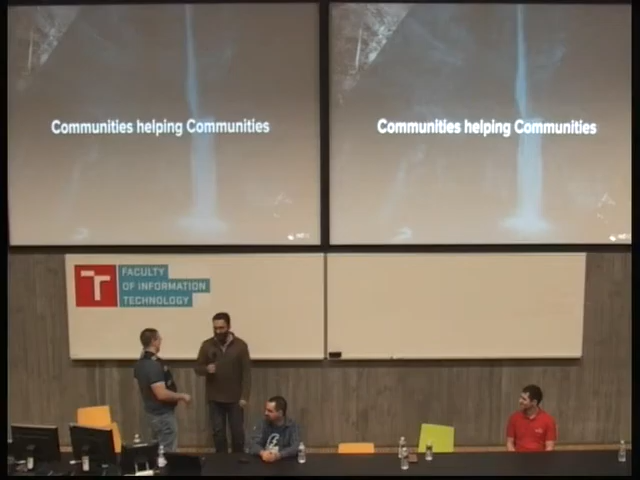 Communities helping Communities
Communities helping Communities
T
FACULTY
OF INFORMATION
TECHNOLOGY